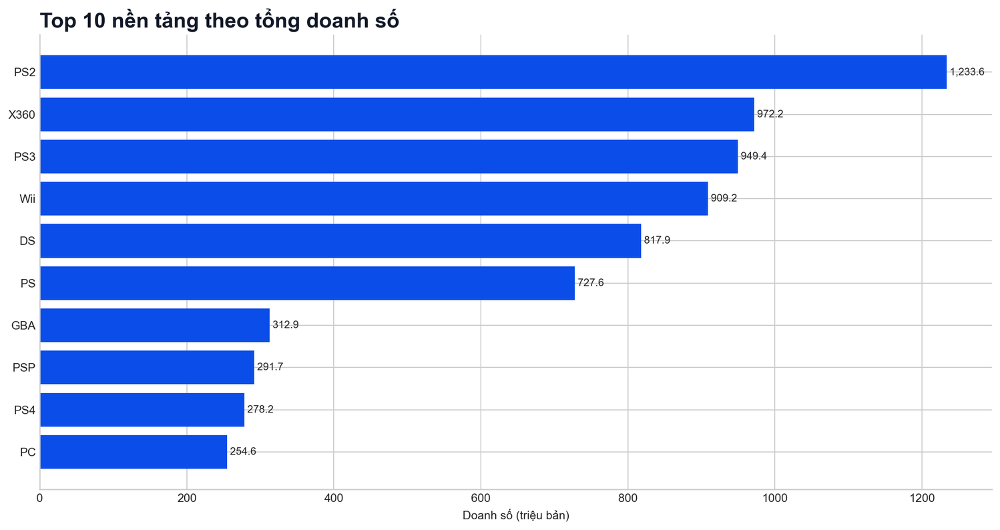 Top 10 nền tảng theo tổng doanh số
PS2 1,233.6
X360 972.2
PS3 949.4
Wii 909.2
DS 817.9
PS 727.6
GBA 312.9
PSP 291.7
PS4 278.2
PC 254.6
0 200 400 600 800 1000 1200
Doanh số (triệu bản)